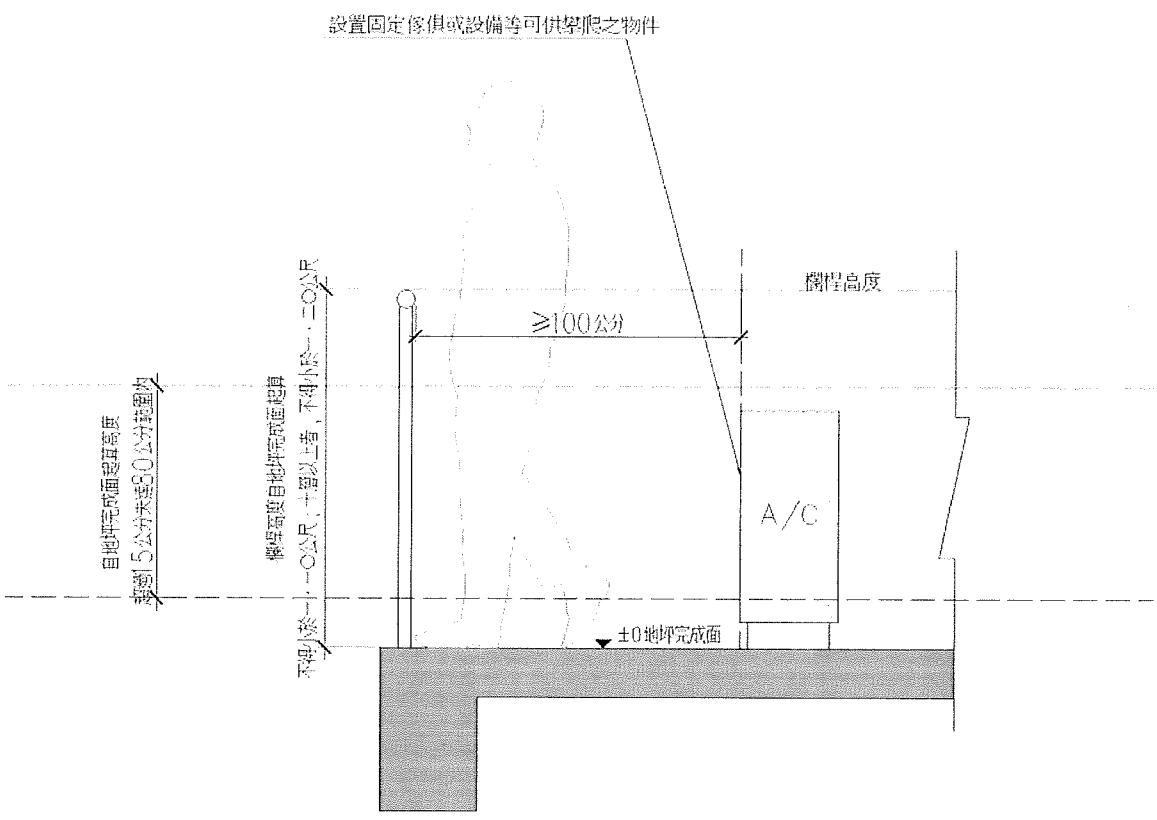 設置固定傢俱或設備等可供攀爬之物件
欄桿高度
≥100公分
自地坪完成面起算高度
超過15公分未達80公分範圍內
欄桿高度自地坪完成面起算
不得小於一．一〇公尺；十層以上者，不得小於一．二〇公尺
A/C
±0地坪完成面